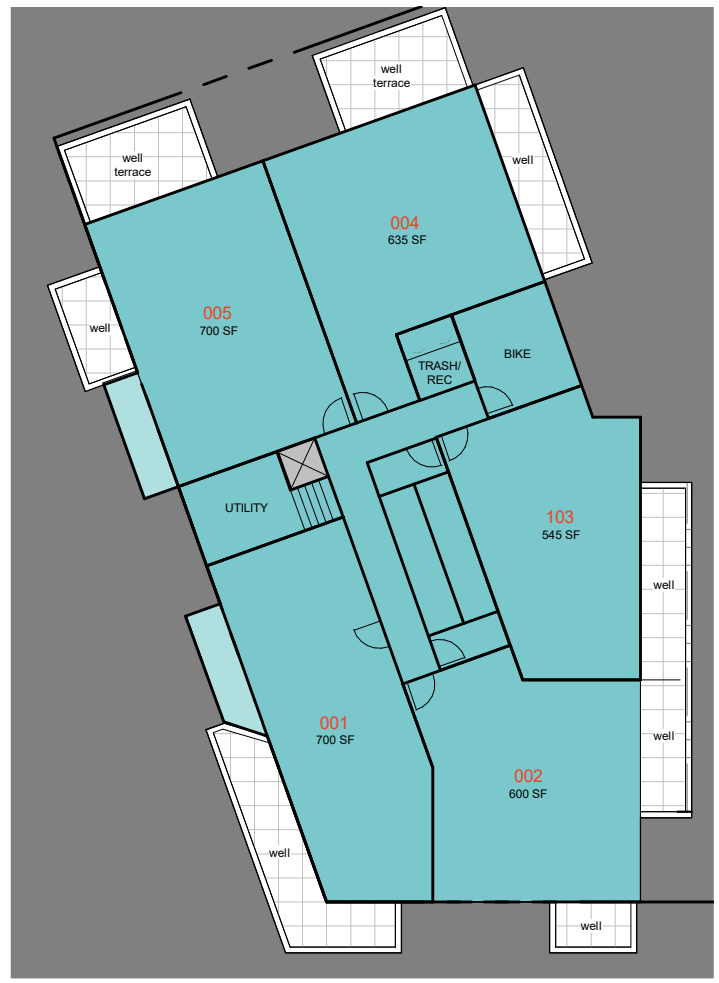 well
terrace
well
terrace
well
004
635 SF
005
700 SF
well
BIKE
TRASH/
REC
UTILITY
103
545 SF
well
001
700 SF
well
002
600 SF
well
well